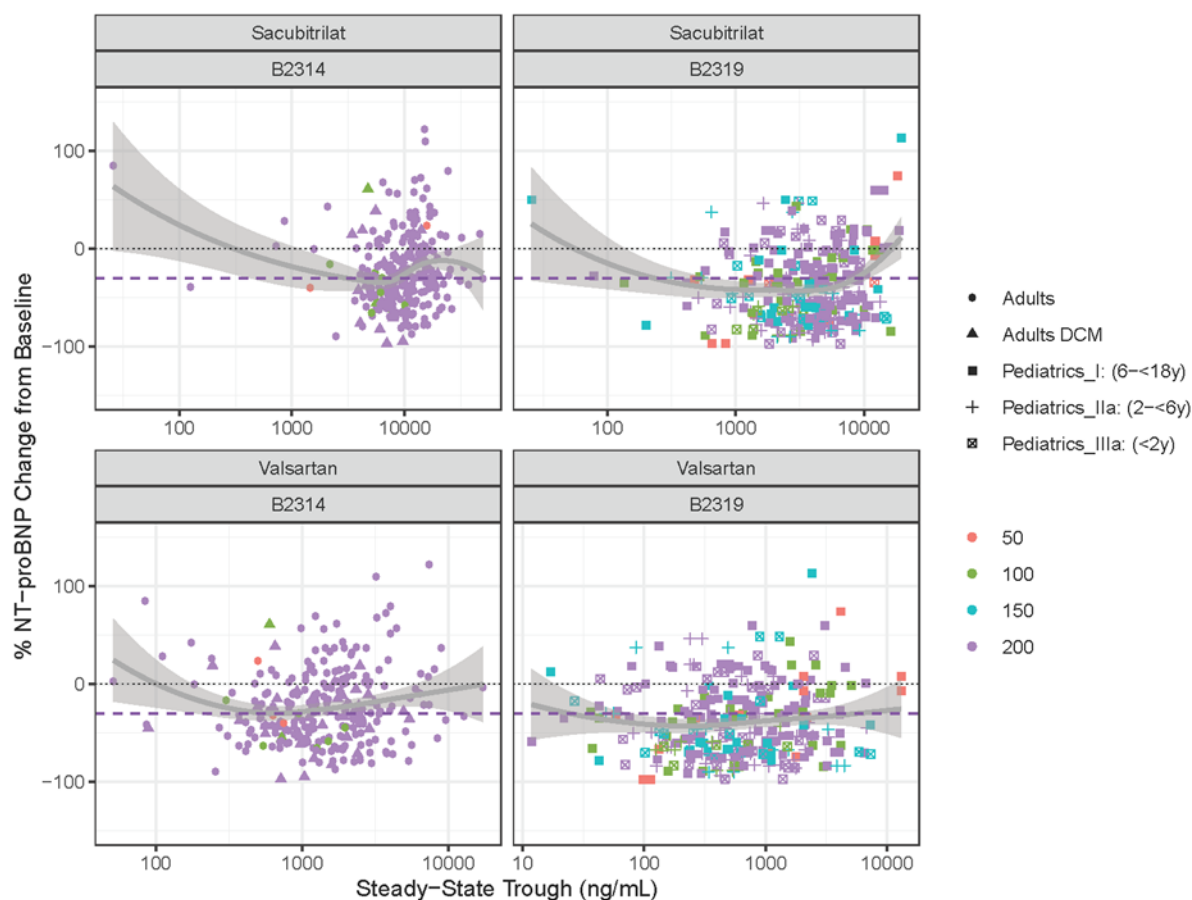 Sacubitrilat
Sacubitrilat
B2314
B2319
100
0
−100
100
1000
10000
100
1000
10000
Valsartan
Valsartan
B2314
B2319
100
0
−100
100
1000
10000
10
100
1000
10000
% NT−proBNP Change from Baseline
Steady−State Trough (ng/mL)
Adults
Adults DCM
Pediatrics_I: (6−<18y)
Pediatrics_IIa: (2−<6y)
Pediatrics_IIIa: (<2y)
50
100
150
200